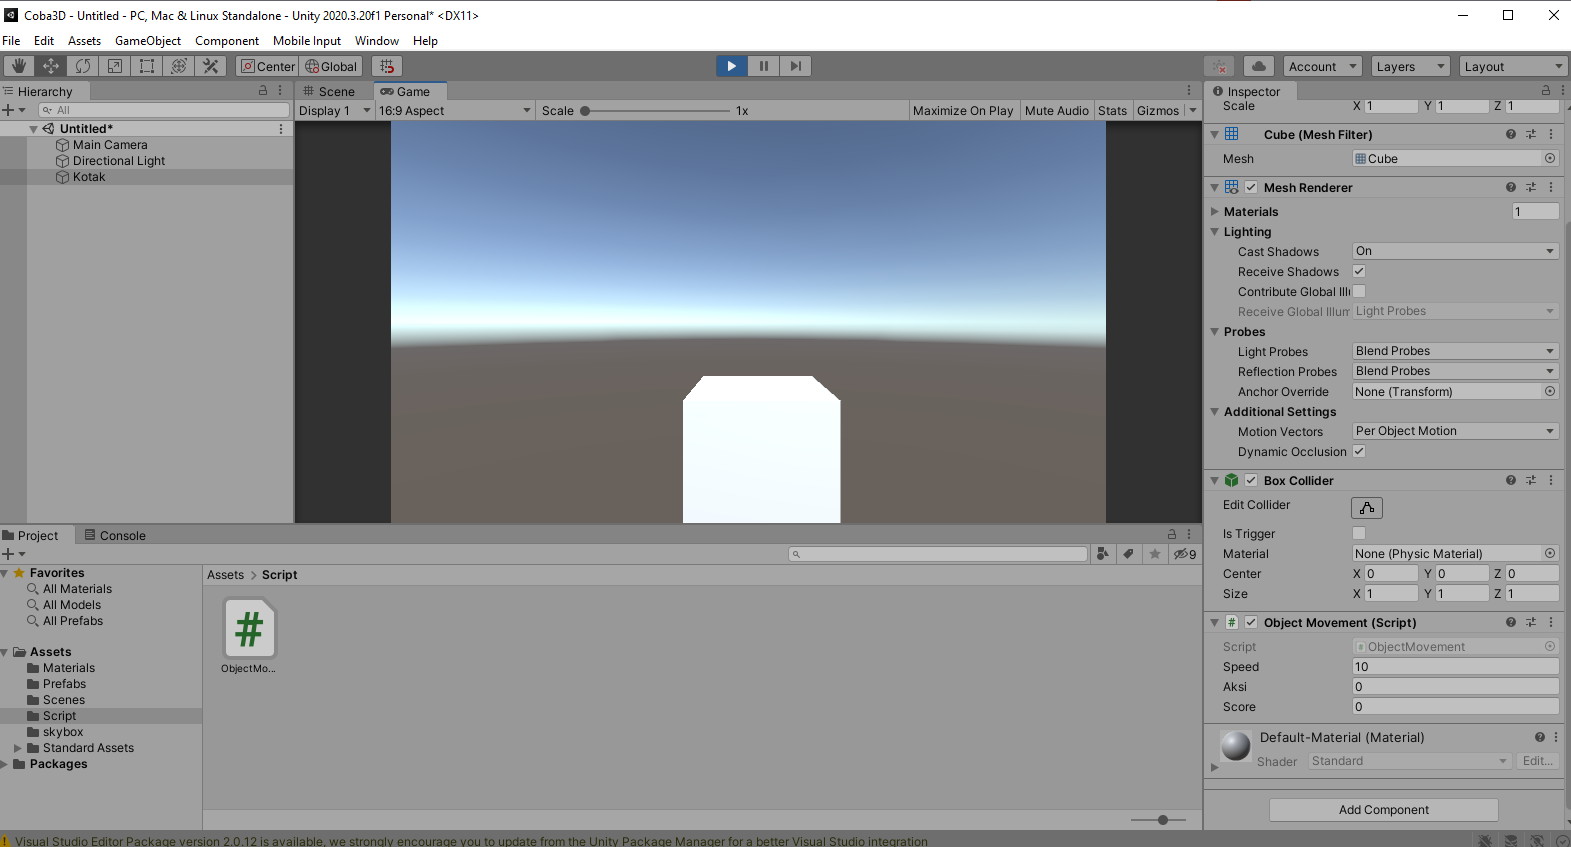 Coba3D - Untitled - PC, Mac & Linux Standalone - Unity 2020.3.20f1 Personal* <DX11>
File Edit Assets GameObject Component Mobile Input Window Help
Center Global Account Layers Layout
Hierarchy
All
Untitled*
Main Camera
Directional Light
Kotak
Scene Game
Display 1 16:9 Aspect Scale 1x Maximize On Play Mute Audio Stats Gizmos
Inspector
Scale X 1 Y 1 Z 1
Cube (Mesh Filter)
Mesh Cube
Mesh Renderer
Materials 1
Lighting
Cast Shadows On
Receive Shadows
Contribute Global Illu
Receive Global Illum Light Probes
Probes
Light Probes Blend Probes
Reflection Probes Blend Probes
Anchor Override None (Transform)
Additional Settings
Motion Vectors Per Object Motion
Dynamic Occlusion
Box Collider
Edit Collider
Is Trigger
Material None (Physic Material)
Center X 0 Y 0 Z 0
Size X 1 Y 1 Z 1
# Object Movement (Script)
Script ObjectMovement
Speed 10
Aksi 0
Score 0
Default-Material (Material)
Shader Standard Edit...
Add Component
Project Console
9
Favorites
All Materials
All Models
All Prefabs
Assets
Materials
Prefabs
Scenes
Script
skybox
Standard Assets
Packages
Assets > Script
#
ObjectMo...
Visual Studio Editor Package version 2.0.12 is available, we strongly encourage you to update from the Unity Package Manager for a better Visual Studio integration